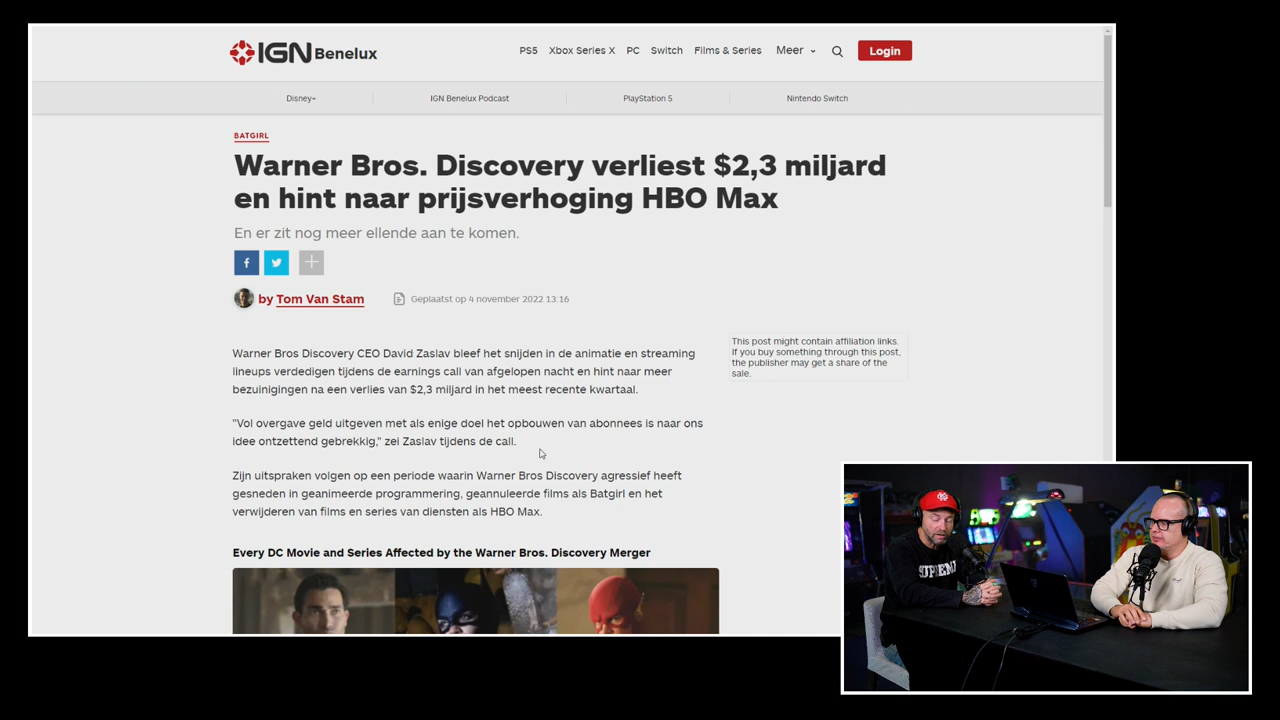 IGN Benelux
PS5 Xbox Series X PC Switch Films & Series Meer Login
Disney+ IGN Benelux Podcast PlayStation 5 Nintendo Switch
BATGIRL
Warner Bros. Discovery verliest $2,3 miljard
en hint naar prijsverhoging HBO Max
En er zit nog meer ellende aan te komen.
by Tom Van Stam Geplaatst op 4 november 2022 13:16
Warner Bros Discovery CEO David Zaslav bleef het snijden in de animatie en streaming
lineups verdedigen tijdens de earnings call van afgelopen nacht en hint naar meer
bezuinigingen na een verlies van $2,3 miljard in het meest recente kwartaal.
"Vol overgave geld uitgeven met als enige doel het opbouwen van abonnees is naar ons
idee ontzettend gebrekkig," zei Zaslav tijdens de call.
Zijn uitspraken volgen op een periode waarin Warner Bros Discovery agressief heeft
gesneden in geanimeerde programmering, geannuleerde films als Batgirl en het
verwijderen van films en series van diensten als HBO Max.
Every DC Movie and Series Affected by the Warner Bros. Discovery Merger
This post might contain affiliation links.
If you buy something through this post,
the publisher may get a share of the
sale.
SUPREME